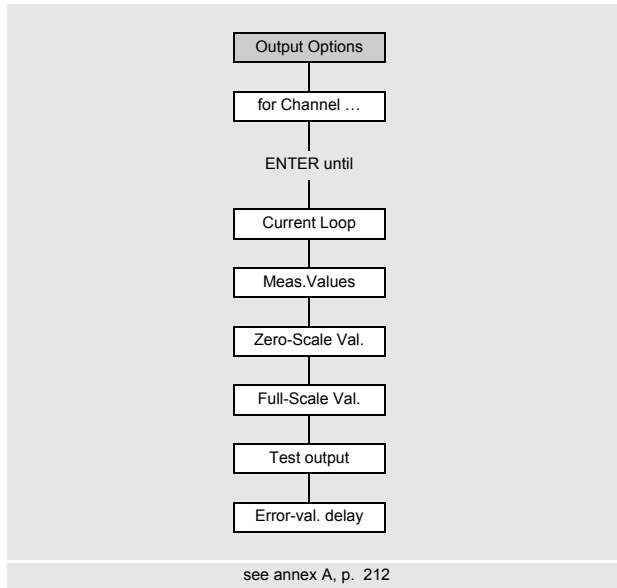 Output Options
for Channel …
ENTER until
Current Loop
Meas.Values
Zero-Scale Val.
Full-Scale Val.
Test output
Error-val. delay
see annex A, p. 212